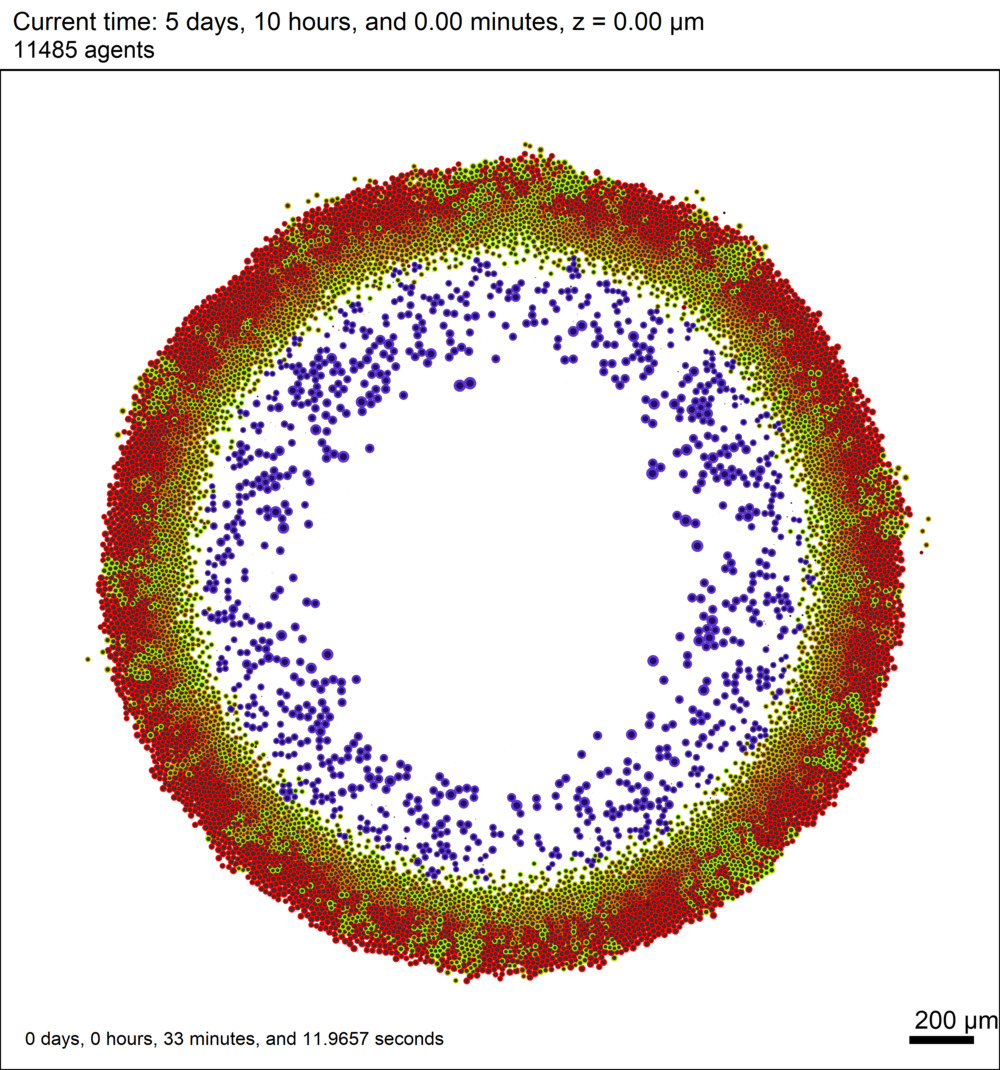 Current time: 5 days, 10 hours, and 0.00 minutes, z = 0.00 μm
11485 agents
200 μm
0 days, 0 hours, 33 minutes, and 11.9657 seconds